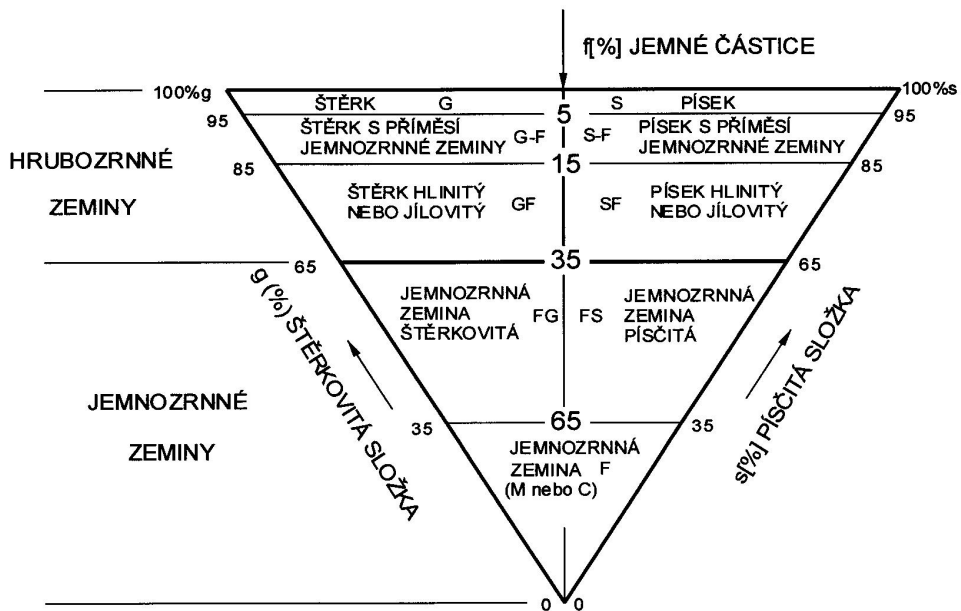 f[%] JEMNÉ ČÁSTICE
100%g
100%s
ŠTĚRK G
S PÍSEK
5
95
95
ŠTĚRK S PŘÍMĚSÍ
JEMNOZRNNÉ ZEMINY
G-F
S-F
PÍSEK S PŘÍMĚSÍ
JEMNOZRNNÉ ZEMINY
15
85
85
HRUBOZRNNÉ
ZEMINY
ŠTĚRK HLINITÝ
NEBO JÍLOVITÝ
GF
SF
PÍSEK HLINITÝ
NEBO JÍLOVITÝ
35
65
65
g (%) ŠTĚRKOVITÁ SLOŽKA
JEMNOZRNNÁ
ZEMINA
ŠTĚRKOVITÁ
FG
FS
JEMNOZRNNÁ
ZEMINA
PÍSČITÁ
s[%] PÍSČITÁ SLOŽKA
JEMNOZRNNÉ
ZEMINY
65
35
35
JEMNOZRNNÁ
ZEMINA F
(M nebo C)
0
0